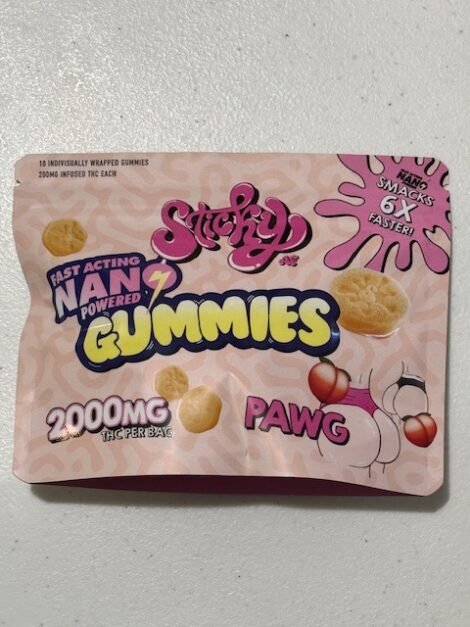 10 INDIVIDUALLY WRAPPED GUMMIES
200MG INFUSED THC EACH
NANO
SMACKS
6X
FASTER!
Sticky
AF
FAST ACTING
NANO
POWERED
GUMMIES
2000MG
THC PER BAG
PAWG